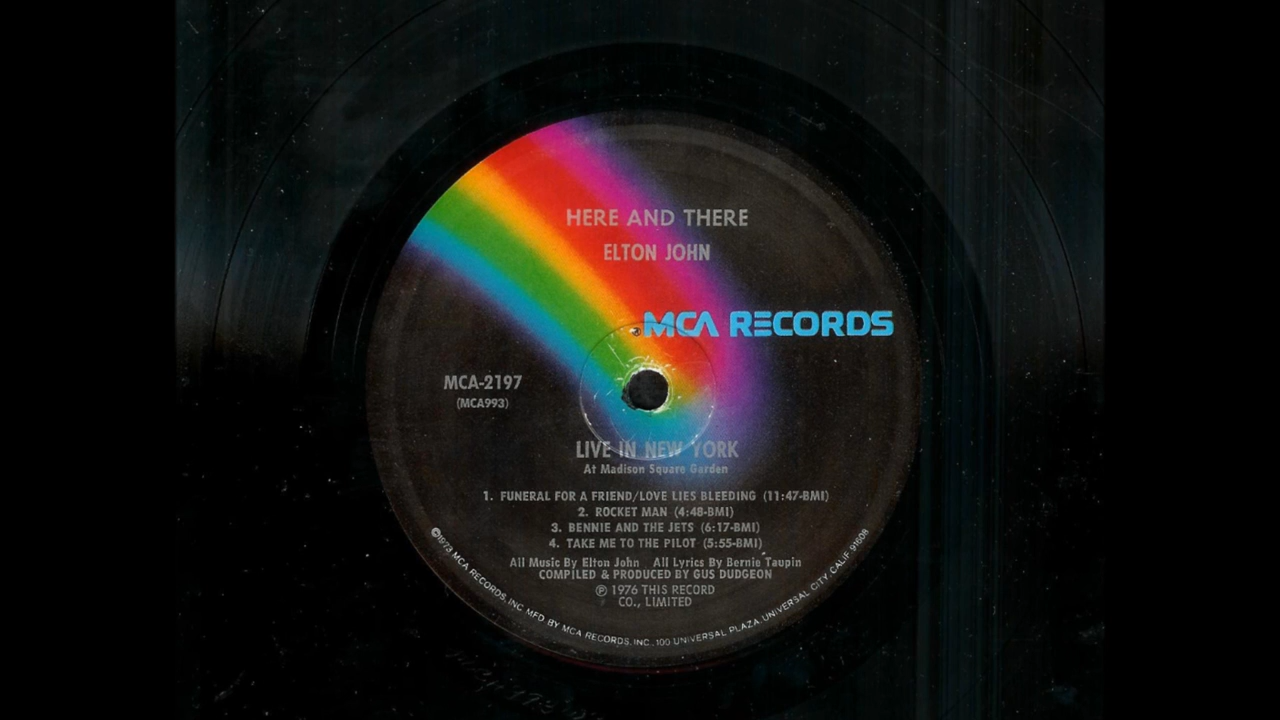 HERE AND THERE
ELTON JOHN
MCA RECORDS
MCA-2197
(MCA993)
LIVE IN NEW YORK
At Madison Square Garden
1. FUNERAL FOR A FRIEND/LOVE LIES BLEEDING (11:47-BMI)
2. ROCKET MAN (4:48-BMI)
3. BENNIE AND THE JETS (6:17-BMI)
4. TAKE ME TO THE PILOT (5:55-BMI)
All Music By Elton John All Lyrics By Bernie Taupin
COMPILED & PRODUCED BY GUS DUDGEON
℗ 1976 THIS RECORD
CO., LIMITED
©1973 MCA RECORDS, INC MFD. BY MCA RECORDS, INC., 100 UNIVERSAL PLAZA, UNIVERSAL CITY, CALIF. 91608